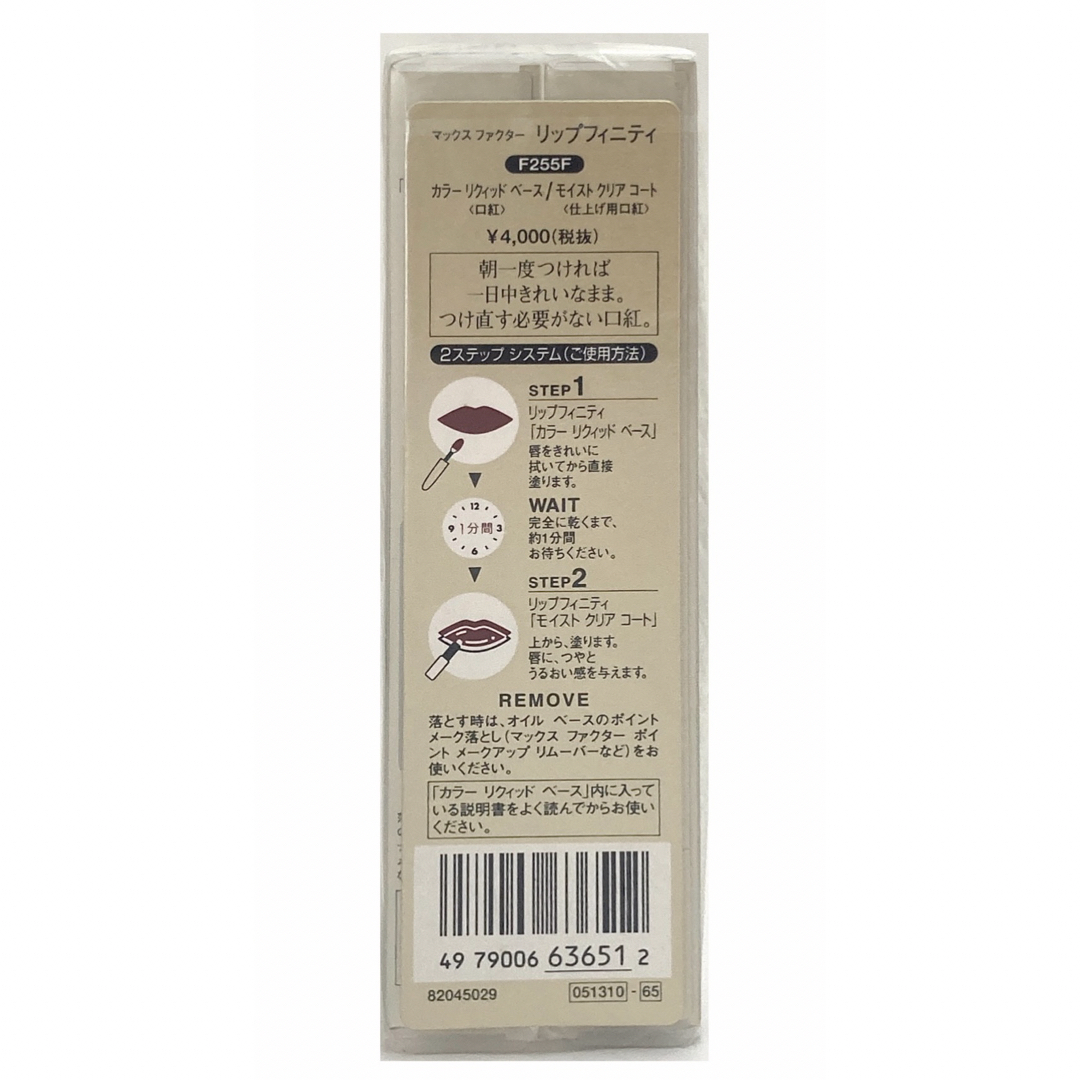 マックス ファクター リップフィニティ
F255F
カラー リクィッド ベース/モイスト クリア コート
〈口紅〉 〈仕上げ用口紅〉
¥4,000(税抜)
朝一度つければ
一日中きれいなまま。
つけ直す必要がない口紅。
2ステップ システム(ご使用方法)
STEP1
リップフィニティ
「カラー リクィッド ベース」
唇をきれいに
拭いてから直接
塗ります。
12
9 1分間 3
6
WAIT
完全に乾くまで、
約1分間
お待ちください。
STEP2
リップフィニティ
「モイスト クリア コート」
上から、塗ります。
唇に、つやと
うるおい感を与えます。
REMOVE
落とす時は、オイル ベースのポイント
メーク落とし(マックス ファクター ポイ
ント メークアップ リムーバーなど)をお
使いください。
「カラー リクィッド ベース」内に入って
いる説明書をよく読んでからお使い
ください。
49 79006 63651 2
82045029 051310 - 65